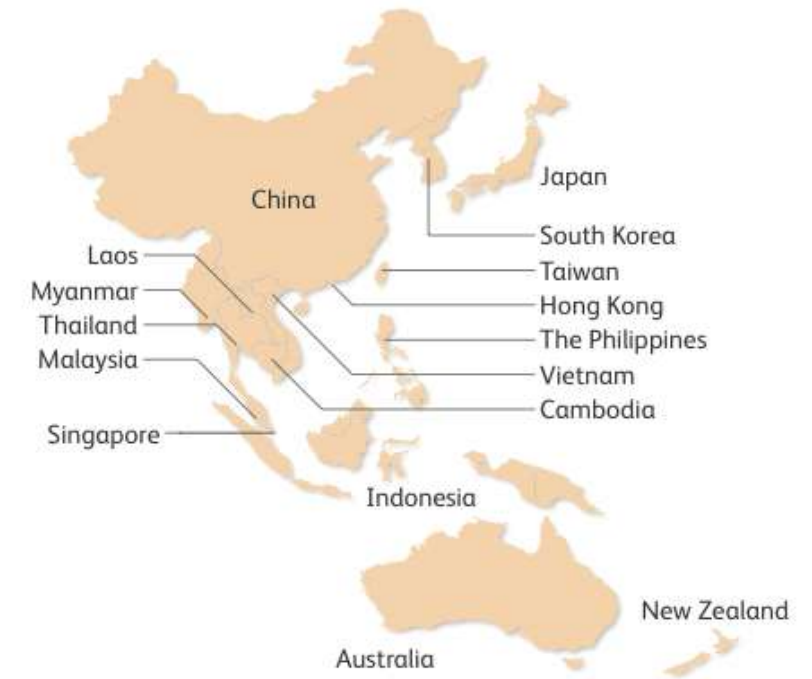 China
Japan
South Korea
Laos
Taiwan
Myanmar
Hong Kong
Thailand
The Philippines
Malaysia
Vietnam
Cambodia
Singapore
Indonesia
New Zealand
Australia